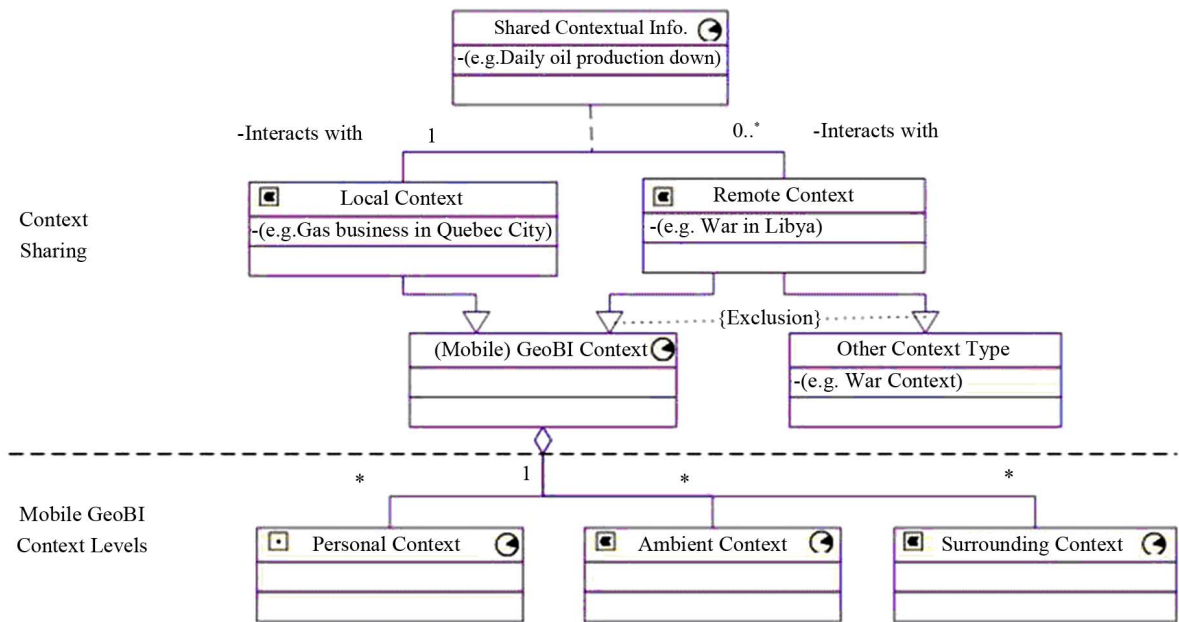 Shared Contextual Info.
-(e.g.Daily oil production down)
-Interacts with
1
0..*
-Interacts with
Local Context
-(e.g.Gas business in Quebec City)
Remote Context
-(e.g. War in Libya)
Context
Sharing
{Exclusion}
(Mobile) GeoBI Context
Other Context Type
-(e.g. War Context)
*
1
*
*
Mobile GeoBI
Context Levels
Personal Context
Ambient Context
Surrounding Context